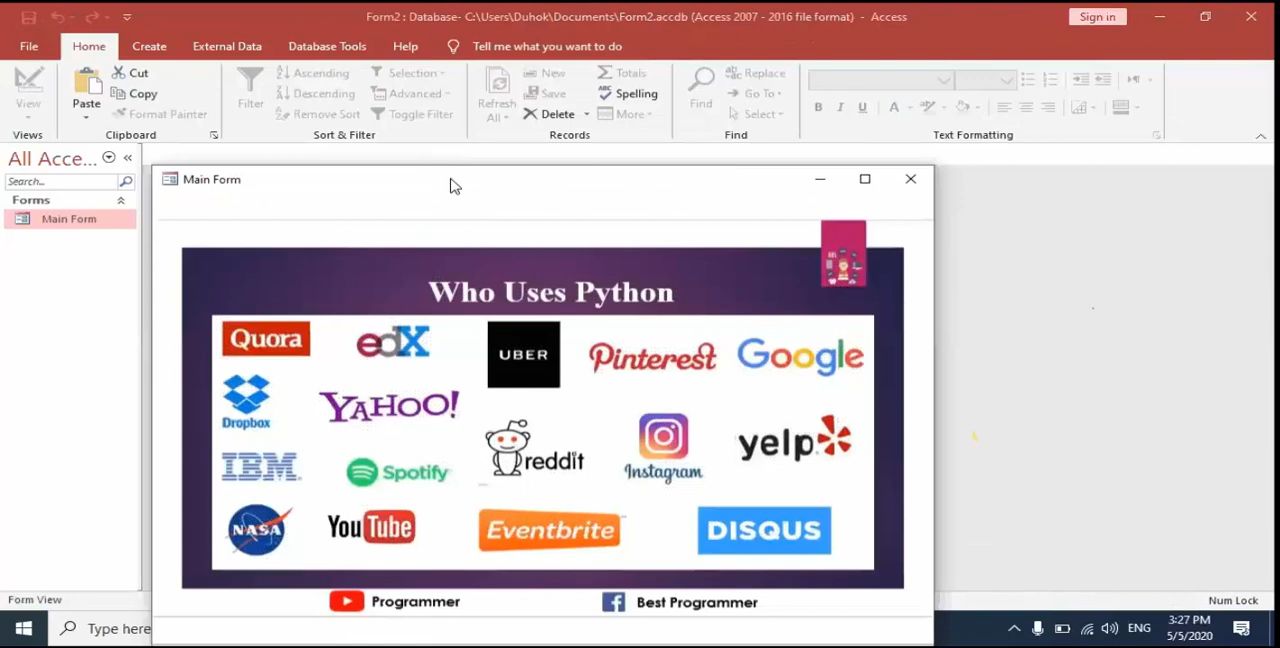 Form2 : Database- C:\Users\Duhok\Documents\Form2.accdb (Access 2007 - 2016 file format) - Access
Sign in
File Home Create External Data Database Tools Help Tell me what you want to do
View
Views
Paste
Cut
Copy
Format Painter
Clipboard
Filter
Ascending
Descending
Remove Sort
Selection
Advanced
Toggle Filter
Sort & Filter
Refresh
All
New
Save
Delete
Totals
Spelling
More
Records
Find
Replace
Go To
Select
Find
B I U A
Text Formatting
All Acce...
Search...
Forms
Main Form
Main Form
Who Uses Python
Quora edX UBER Pinterest Google
Dropbox YAHOO! reddit Instagram yelp
IBM Spotify
NASA YouTube Eventbrite DISQUS
Programmer Best Programmer
Form View
Num Lock
Type here
ENG
3:27 PM
5/5/2020